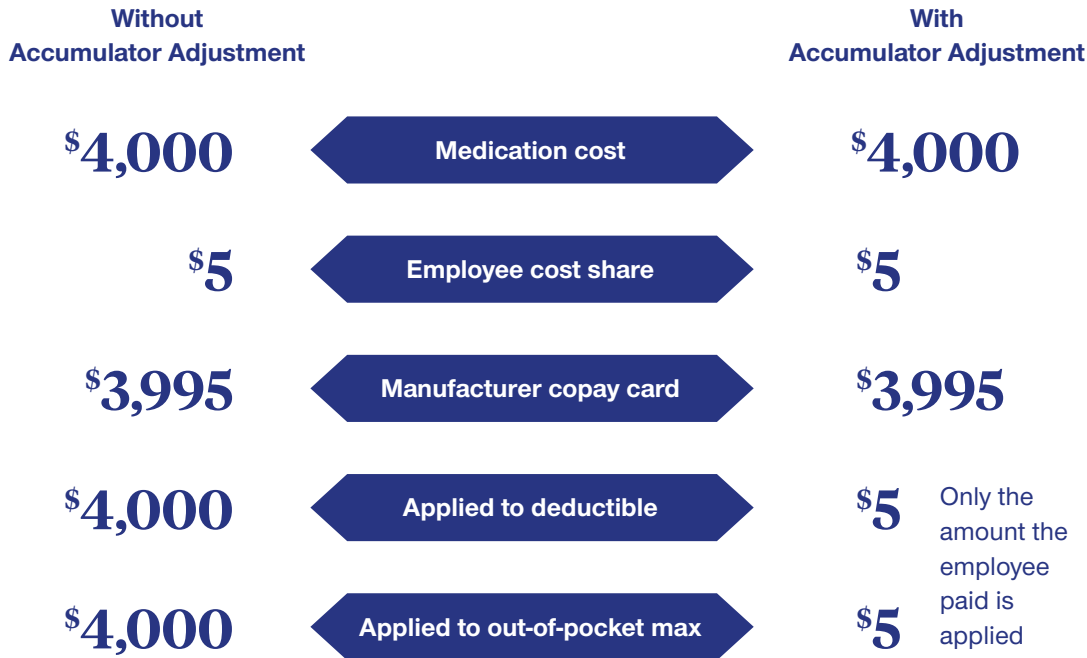 Without
Accumulator Adjustment
With
Accumulator Adjustment
$4,000 Medication cost $4,000
$5 Employee cost share $5
$3,995 Manufacturer copay card $3,995
$4,000 Applied to deductible $5
$4,000 Applied to out-of-pocket max $5
Only the
amount the
employee
paid is
applied